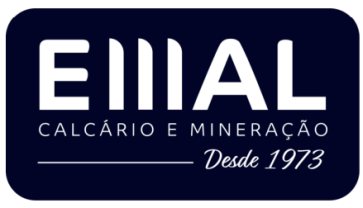 EMAL
CALCÁRIO E MINERAÇÃO
Desde 1973